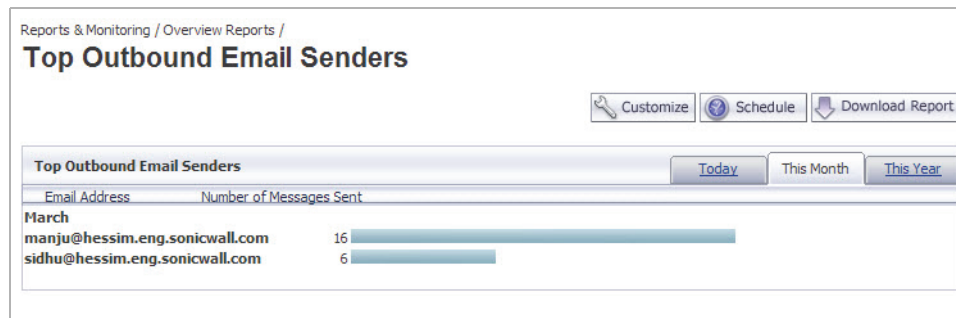 Reports & Monitoring / Overview Reports /
Top Outbound Email Senders
Customize Schedule Download Report
Top Outbound Email Senders Today This Month This Year
Email Address Number of Messages Sent
March
manju@hessim.eng.sonicwall.com 16
sidhu@hessim.eng.sonicwall.com 6